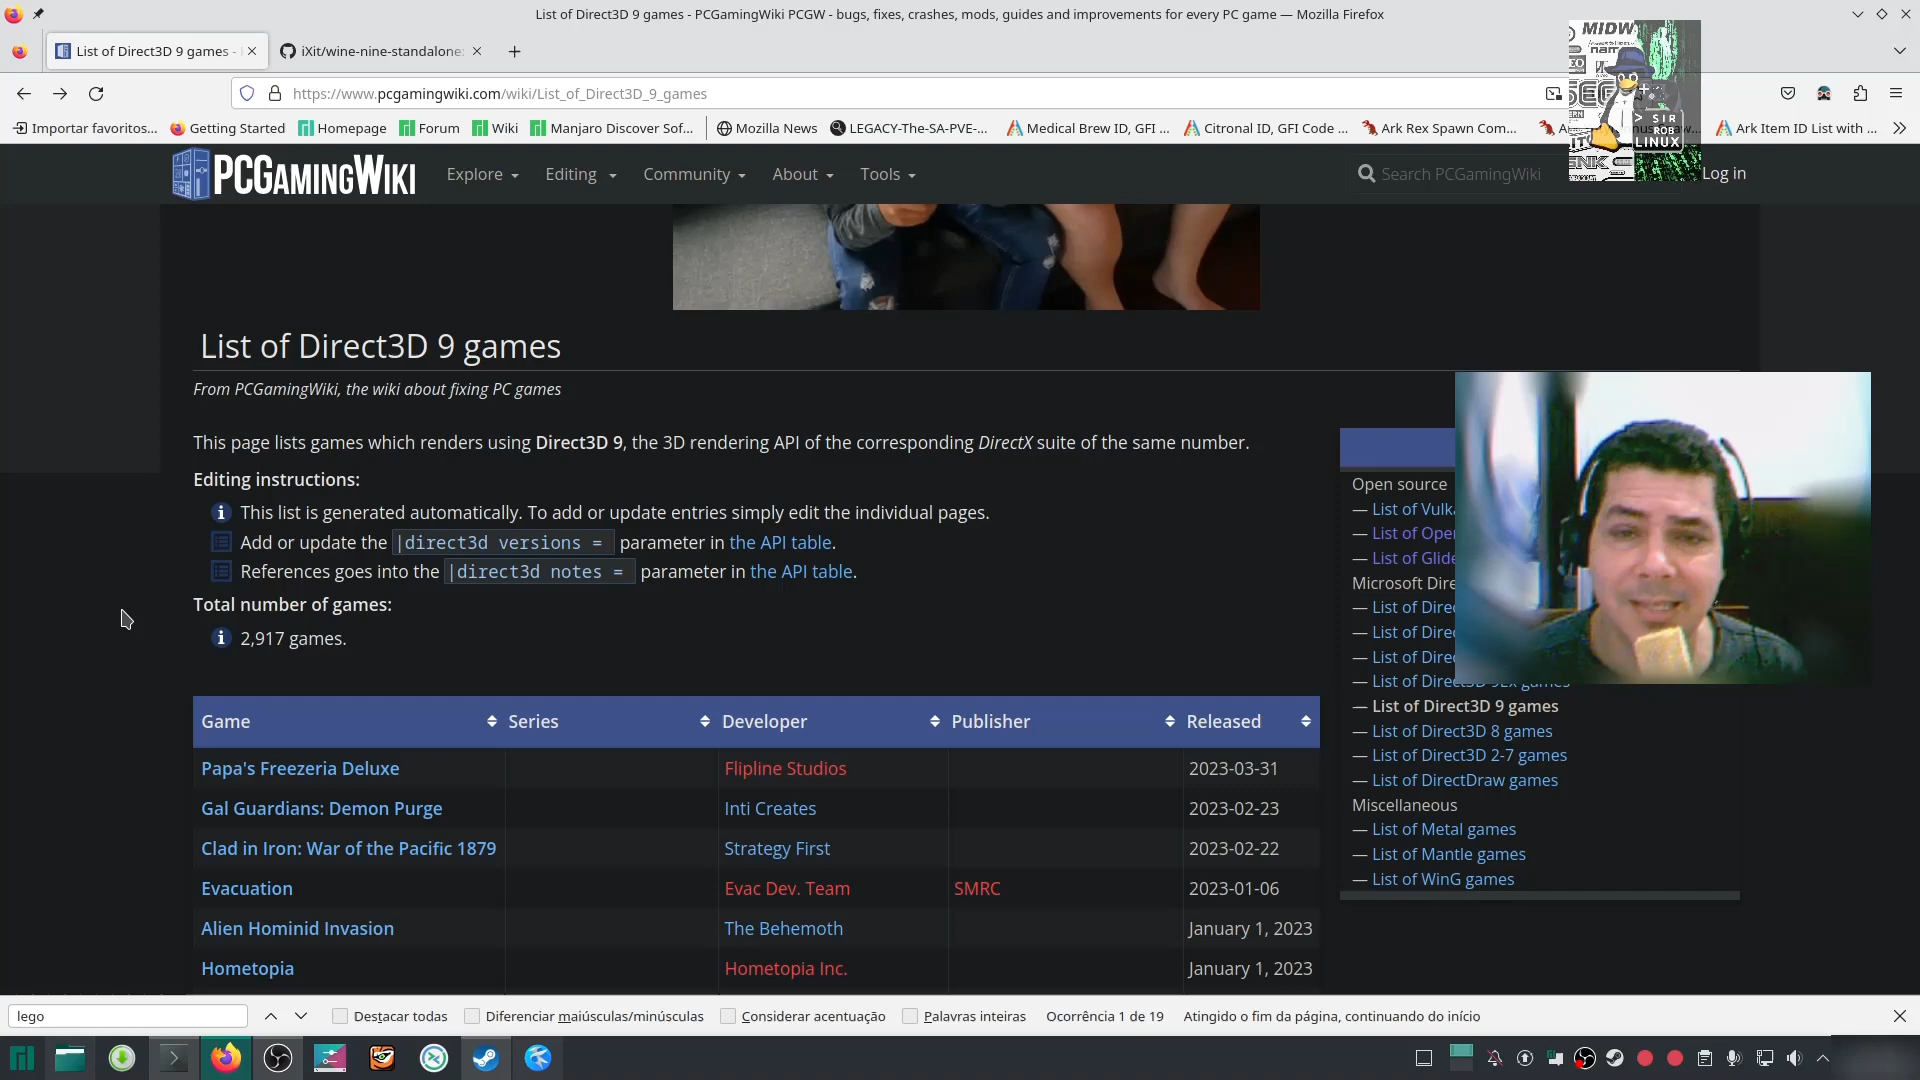 List of Direct3D 9 games - PCGamingWiki PCGW - bugs, fixes, crashes, mods, guides and improvements for every PC game — Mozilla Firefox
List of Direct3D 9 games -
iXit/wine-nine-standalone:
https://www.pcgamingwiki.com/wiki/List_of_Direct3D_9_games
Importar favoritos...
Getting Started
Homepage
Forum
Wiki
Manjaro Discover Sof...
Mozilla News
LEGACY-The-SA-PVE-...
Medical Brew ID, GFI ...
Citronal ID, GFI Code ...
Ark Rex Spawn Com...
Ark Item ID List with ...
MIDW
> SIR
ROB
LINUX
PCGamingWiki
Explore
Editing
Community
About
Tools
Search PCGamingWiki
Log in
List of Direct3D 9 games
From PCGamingWiki, the wiki about fixing PC games
This page lists games which renders using Direct3D 9, the 3D rendering API of the corresponding DirectX suite of the same number.
Editing instructions:
This list is generated automatically. To add or update entries simply edit the individual pages.
Add or update the |direct3d versions = parameter in the API table.
References goes into the |direct3d notes = parameter in the API table.
Total number of games:
2,917 games.
Game Series Developer Publisher Released
Papa's Freezeria Deluxe Flipline Studios 2023-03-31
Gal Guardians: Demon Purge Inti Creates 2023-02-23
Clad in Iron: War of the Pacific 1879 Strategy First 2023-02-22
Evacuation Evac Dev. Team SMRC 2023-01-06
Alien Hominid Invasion The Behemoth January 1, 2023
Hometopia Hometopia Inc. January 1, 2023
Open source
— List of Vulk
— List of Ope
— List of Glide
Microsoft Dire
— List of Direc
— List of Direc
— List of Direc
— List of Direct3D 9Ex games
— List of Direct3D 9 games
— List of Direct3D 8 games
— List of Direct3D 2-7 games
— List of DirectDraw games
Miscellaneous
— List of Metal games
— List of Mantle games
— List of WinG games
lego
Destacar todas
Diferenciar maiúsculas/minúsculas
Considerar acentuação
Palavras inteiras
Ocorrência 1 de 19
Atingido o fim da página, continuando do início